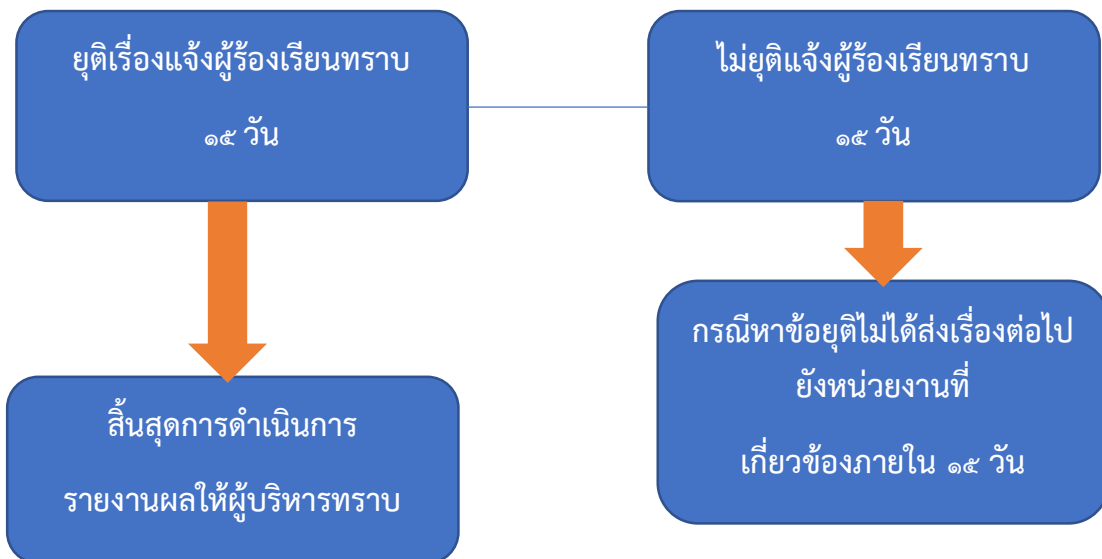 ยุติเรื่องแจ้งผู้ร้องเรียนทราบ
๑๕ วัน
ไม่ยุติแจ้งผู้ร้องเรียนทราบ
๑๕ วัน
สิ้นสุดการดำเนินการ
รายงานผลให้ผู้บริหารทราบ
กรณีหาข้อยุติไม่ได้ส่งเรื่องต่อไป
ยังหน่วยงานที่
เกี่ยวข้องภายใน ๑๕ วัน